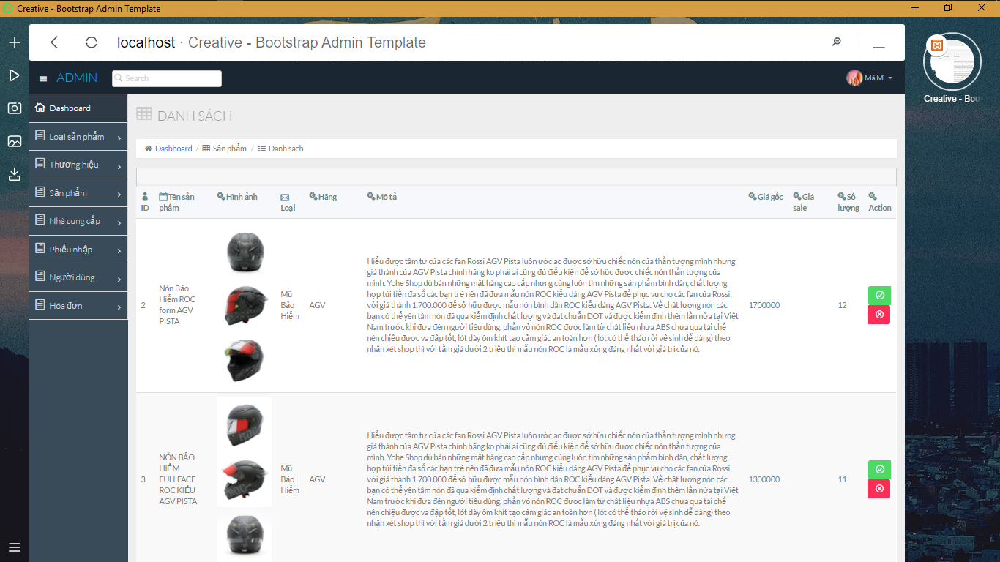 Creative - Bootstrap Admin Template
localhost · Creative - Bootstrap Admin Template
ADMIN
Search
Má Mì
Creative - Boo
Dashboard
Loại sản phẩm
Thương hiệu
Sản phẩm
Nhà cung cấp
Phiếu nhập
Người dùng
Hóa đơn
DANH SÁCH
Dashboard / Sản phẩm / Danh sách
ID
Tên sản phẩm
Hình ảnh
Loại
Hãng
Mô tả
Giá gốc
Giá sale
Số lượng
Action
2
Nón Bảo
Hiểm ROC
form AGV
PISTA
Mũ
Bảo
Hiểm
AGV
Hiểu được tâm tư của các fan Rossi AGV Pista luôn ước ao được sở hữu chiếc nón của thần tượng mình nhưng
giá thành của AGV Pista chính hãng ko phải ai cũng đủ điều kiện để sở hữu được chiếc nón thần tượng của
mình. Yohe Shop dù bán những mặt hàng cao cấp nhưng cũng luôn tìm những sản phẩm bình dân, chất lượng
hợp túi tiền đa số các bạn trẻ nên đã đưa mẫu nón ROC kiểu dáng AGV Pista để phục vụ cho các fan của Rossi,
với giá thành 1.700.000 để sở hữu được mẫu nón bình dân ROC kiểu dáng AGV Pista. Về chất lượng nón các
bạn có thể yên tâm nón đã qua kiểm định chất lượng và đat chuẩn DOT và được kiểm định thêm lần nữa tại Việt
Nam trước khi đưa đén người tiêu dùng, phần vỏ nón ROC đươc làm từ chât liệu nhựa ABS chưa qua tái chế
nên chiệu được va đập tốt, lót dày ôm khít tạo cảm giác an toàn hơn ( lót có thể tháo rời vệ sinh dễ dàng) theo
nhận xét shop thì với tầm giá dưới 2 triệu thì mẫu nón ROC là mẫu xứng đáng nhất với giá trị của nó.
1700000
12
3
NÓN BẢO
HIỂM
FULLFACE
ROC KIỂU
AGV PISTA
Mũ
Bảo
Hiểm
AGV
Hiểu được tâm tư của các fan Rossi AGV Pista luôn ước ao được sở hữu chiếc nón của thần tượng mình nhưng
giá thành của AGV Pista chính hãng ko phải ai cũng đủ điều kiện để sở hữu được chiếc nón thần tượng của
mình. Yohe Shop dù bán những mặt hàng cao cấp nhưng cũng luôn tìm những sản phẩm bình dân, chất lượng
hợp túi tiền đa số các bạn trẻ nên đã đưa mẫu nón ROC kiểu dáng AGV Pista để phục vụ cho các fan của Rossi,
với giá thành 1.700.000 để sở hữu được mẫu nón bình dân ROC kiểu dáng AGV Pista. Về chất lượng nón các
bạn có thể yên tâm nón đã qua kiểm định chất lượng và đat chuẩn DOT và được kiểm định thêm lần nữa tại Việt
Nam trước khi đưa đén người tiêu dùng, phần vỏ nón ROC đươc làm từ chât liệu nhựa ABS chưa qua tái chế
nên chiệu được va đập tốt, lót dày ôm khít tạo cảm giác an toàn hơn ( lót có thể tháo rời vệ sinh dễ dàng) theo
nhận xét shop thì với tầm giá dưới 2 triệu thì mẫu nón ROC là mẫu xứng đáng nhất với giá trị của nó.
1300000
11